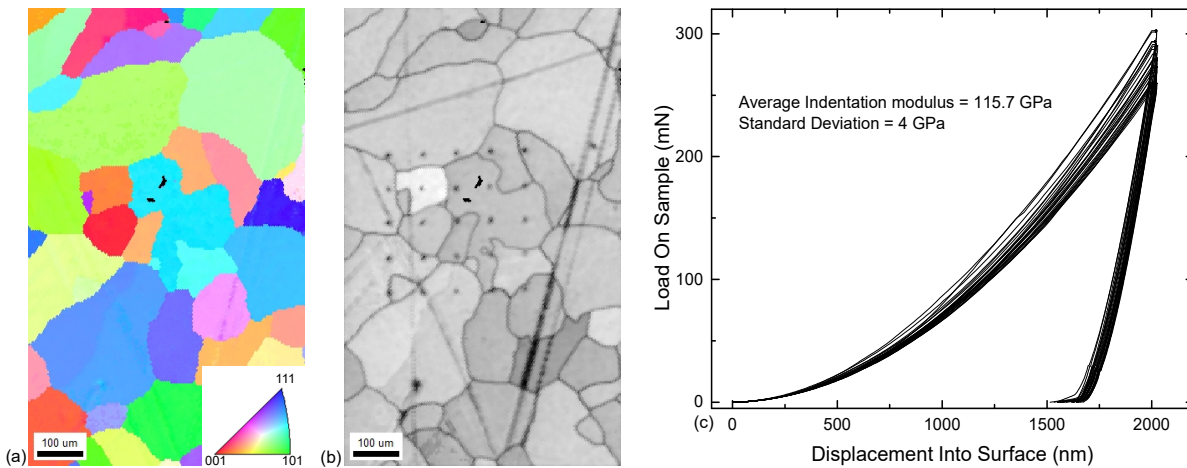 (a)
111
001
101
100 um
(b)
100 um
Load On Sample (mN)
300
200
100
0
Average Indentation modulus = 115.7 GPa
Standard Deviation = 4 GPa
(c)
0
500
1000
1500
2000
Displacement Into Surface (nm)